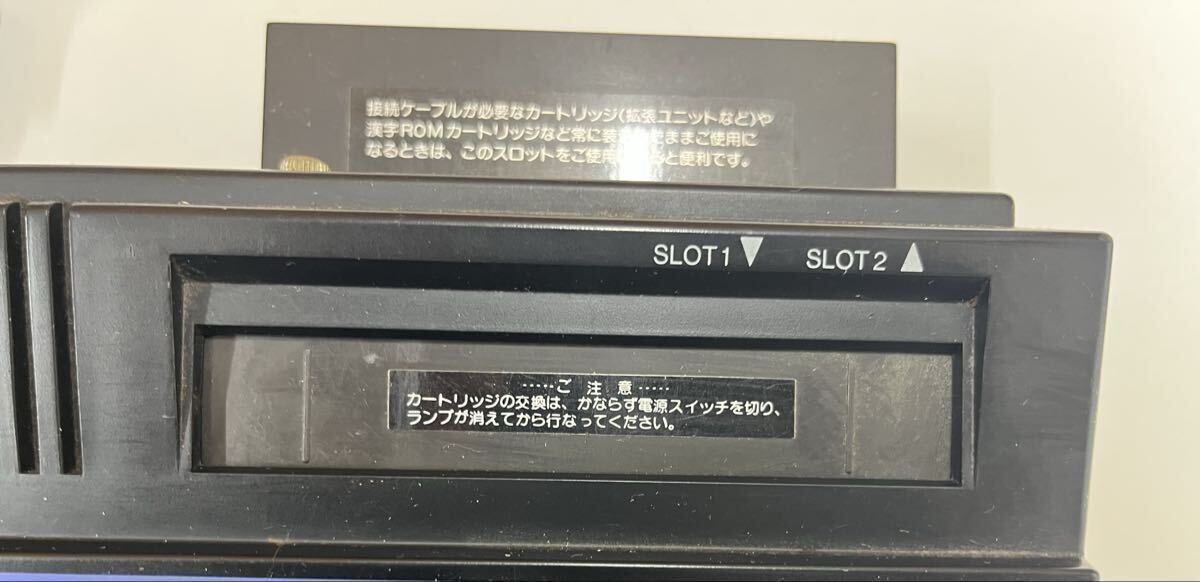 接続ケーブルが必要なカートリッジ(拡張ユニットなど)や
漢字ROMカートリッジなど常に装 ままご使用に
なるときは、このスロットをご使用 と便利です。
SLOT1▼ SLOT2▲
-----ご 注 意-----
カートリッジの交換は、かならず電源スイッチを切り、
ランプが消えてから行なってください。